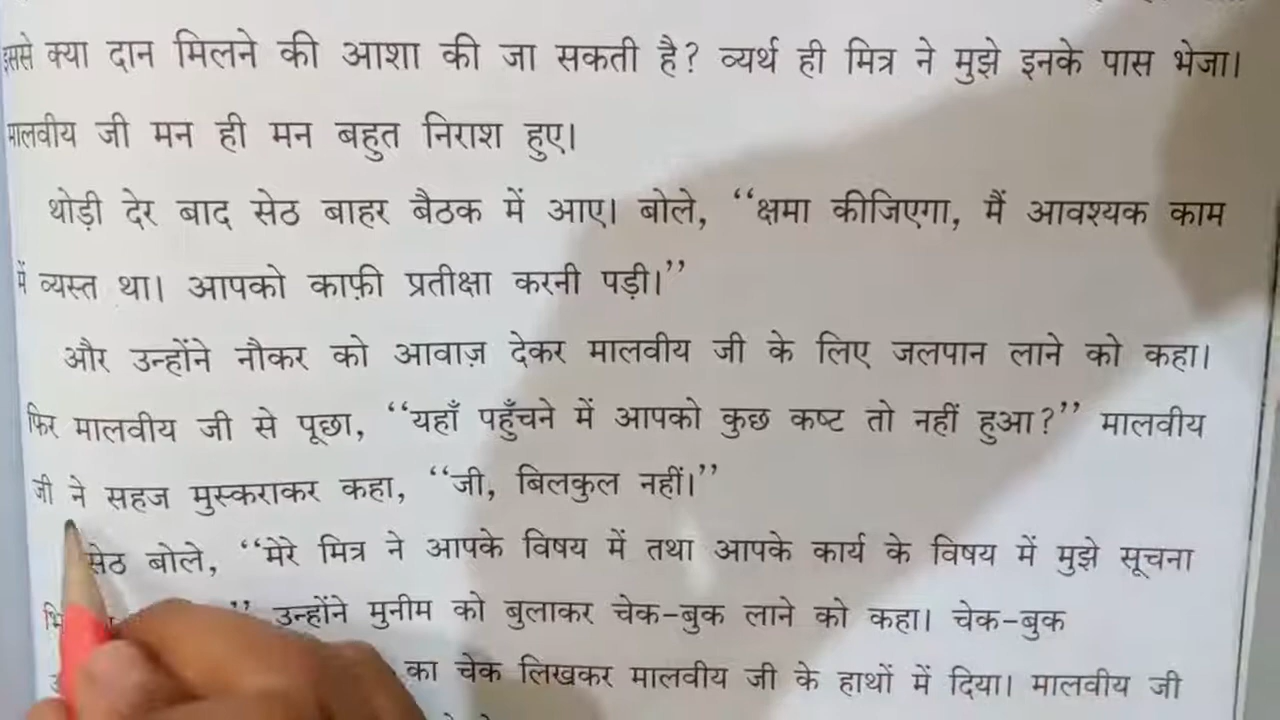 इससे क्या दान मिलने की आशा की जा सकती है? व्यर्थ ही मित्र ने मुझे इनके पास भेजा।
मालवीय जी मन ही मन बहुत निराश हुए।
थोड़ी देर बाद सेठ बाहर बैठक में आए। बोले, “क्षमा कीजिएगा, मैं आवश्यक काम
में व्यस्त था। आपको काफ़ी प्रतीक्षा करनी पड़ी।”
और उन्होंने नौकर को आवाज़ देकर मालवीय जी के लिए जलपान लाने को कहा।
फिर मालवीय जी से पूछा, “यहाँ पहुँचने में आपको कुछ कष्ट तो नहीं हुआ?” मालवीय
जी ने सहज मुस्कराकर कहा, “जी, बिलकुल नहीं।”
सेठ बोले, “मेरे मित्र ने आपके विषय में तथा आपके कार्य के विषय में मुझे सूचना
” उन्होंने मुनीम को बुलाकर चेक-बुक लाने को कहा। चेक-बुक
का चेक लिखकर मालवीय जी के हाथों में दिया। मालवीय जी